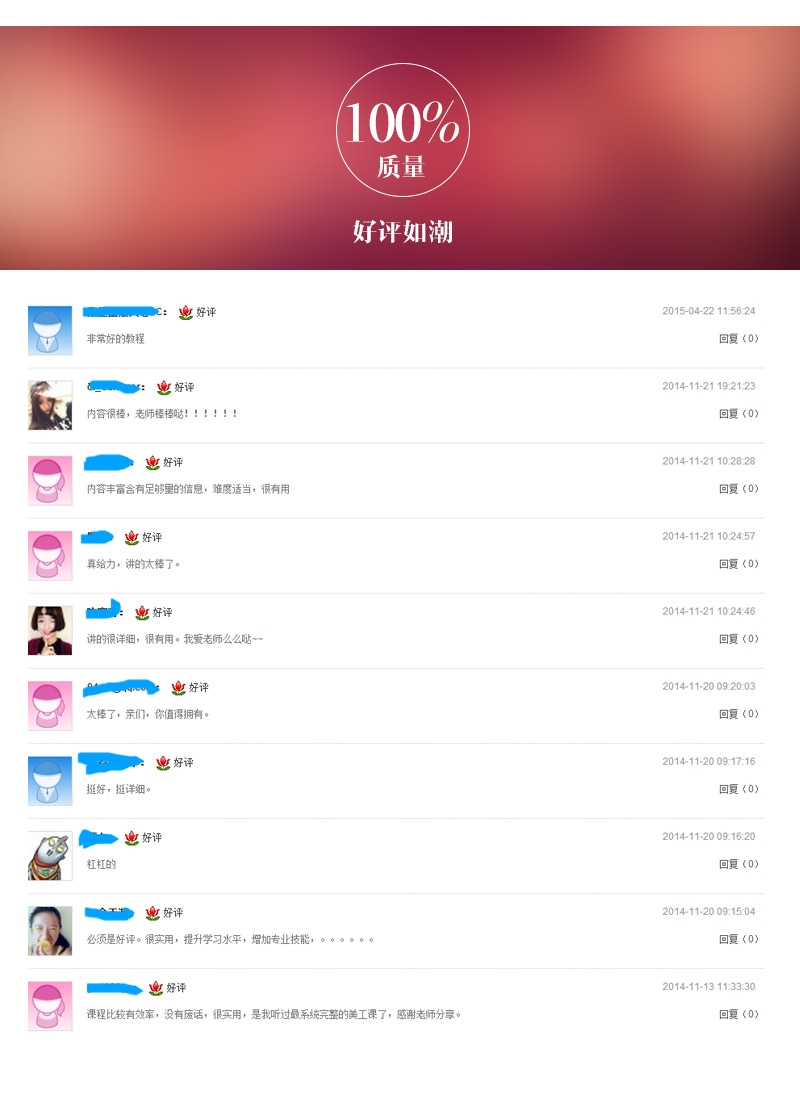 100%
质量
好评如潮
好评 2015-04-22 11:56:24
非常好的教程 回复（0）
好评 2014-11-21 19:21:23
内容很棒，老师棒棒哒！！！！！！ 回复（0）
好评 2014-11-21 10:28:28
内容丰富含有足够量的信息，难度适当，很有用 回复（0）
好评 2014-11-21 10:24:57
真给力，讲的太棒了。 回复（0）
好评 2014-11-21 10:24:46
讲的很详细，很有用。我爱老师么么哒~~ 回复（0）
好评 2014-11-20 09:20:03
太棒了，亲们，你值得拥有。 回复（0）
好评 2014-11-20 09:17:16
挺好，挺详细。 回复（0）
好评 2014-11-20 09:16:20
杠杠的 回复（0）
好评 2014-11-20 09:15:04
必须是好评。很实用，提升学习水平，增加专业技能，。。。。。。 回复（0）
好评 2014-11-13 11:33:30
课程比较有效率，没有废话，很实用，是我听过最系统完整的美工课了，感谢老师分享。 回复（0）